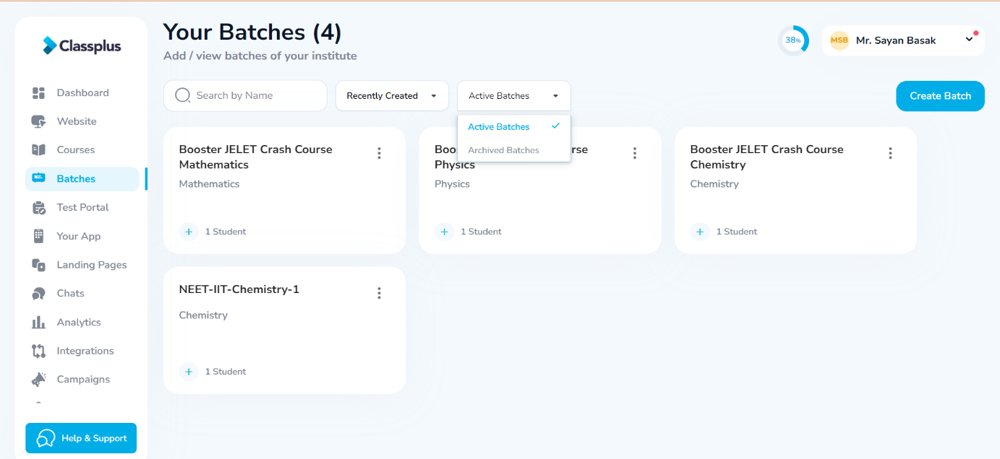 Classplus
Dashboard
Website
Courses
Batches
Test Portal
Your App
Landing Pages
Chats
Analytics
Integrations
Campaigns
Help & Support
Your Batches (4)
Add / view batches of your institute
38%
MSB
Mr. Sayan Basak
Search by Name
Recently Created
Active Batches
Active Batches
Archived Batches
Create Batch
Booster JELET Crash Course
Mathematics
Mathematics
+ 1 Student
Boo
rse
Physics
Physics
+ 1 Student
Booster JELET Crash Course
Chemistry
Chemistry
+ 1 Student
NEET-IIT-Chemistry-1
Chemistry
+ 1 Student